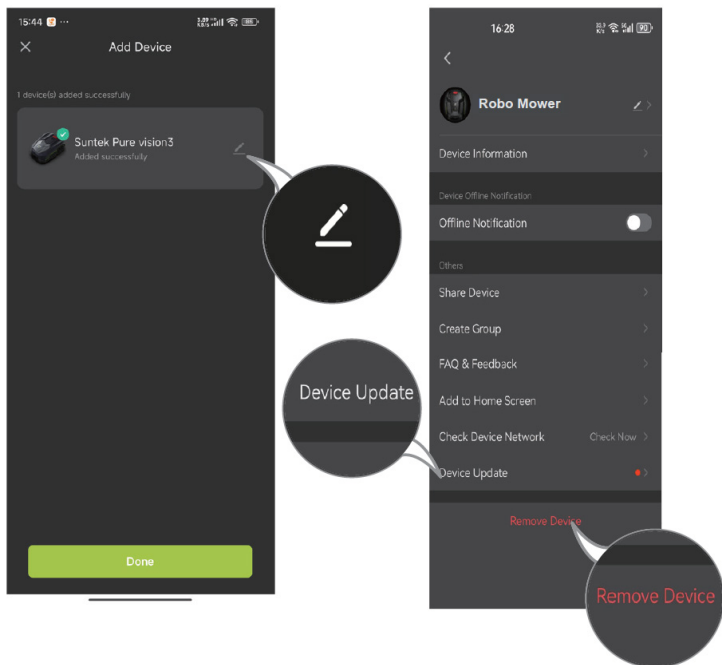 15:44
Add Device
1 device(s) added successfully
Suntek Pure vision3
Added successfully
Done
16:28
Robo Mower
Device Information
Device Offline Notification
Offline Notification
Others
Share Device
Create Group
FAQ & Feedback
Add to Home Screen
Check Device Network Check Now
Device Update
Remove Device
Device Update
Remove Device